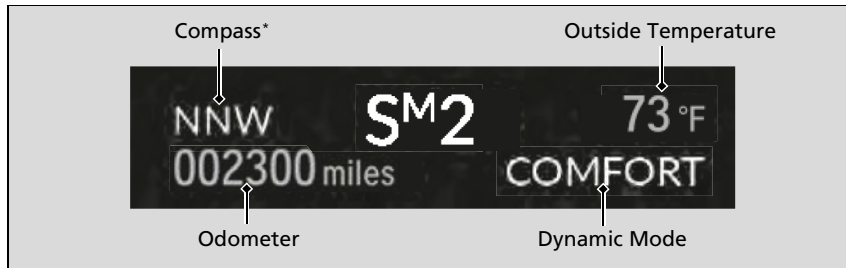 Compass* Outside Temperature
NNW SM2 73 °F
002300 miles COMFORT
Odometer Dynamic Mode